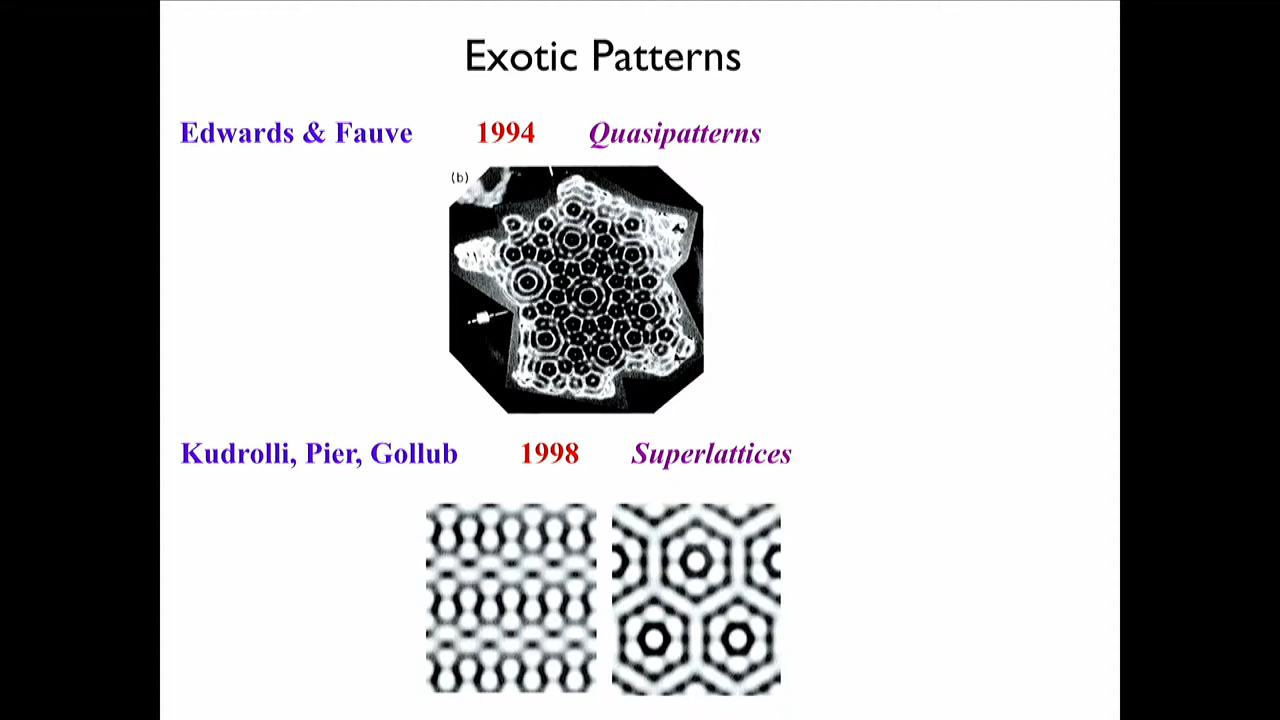 Exotic Patterns
Edwards & Fauve 1994 Quasipatterns
(b)
Kudrolli, Pier, Gollub 1998 Superlattices